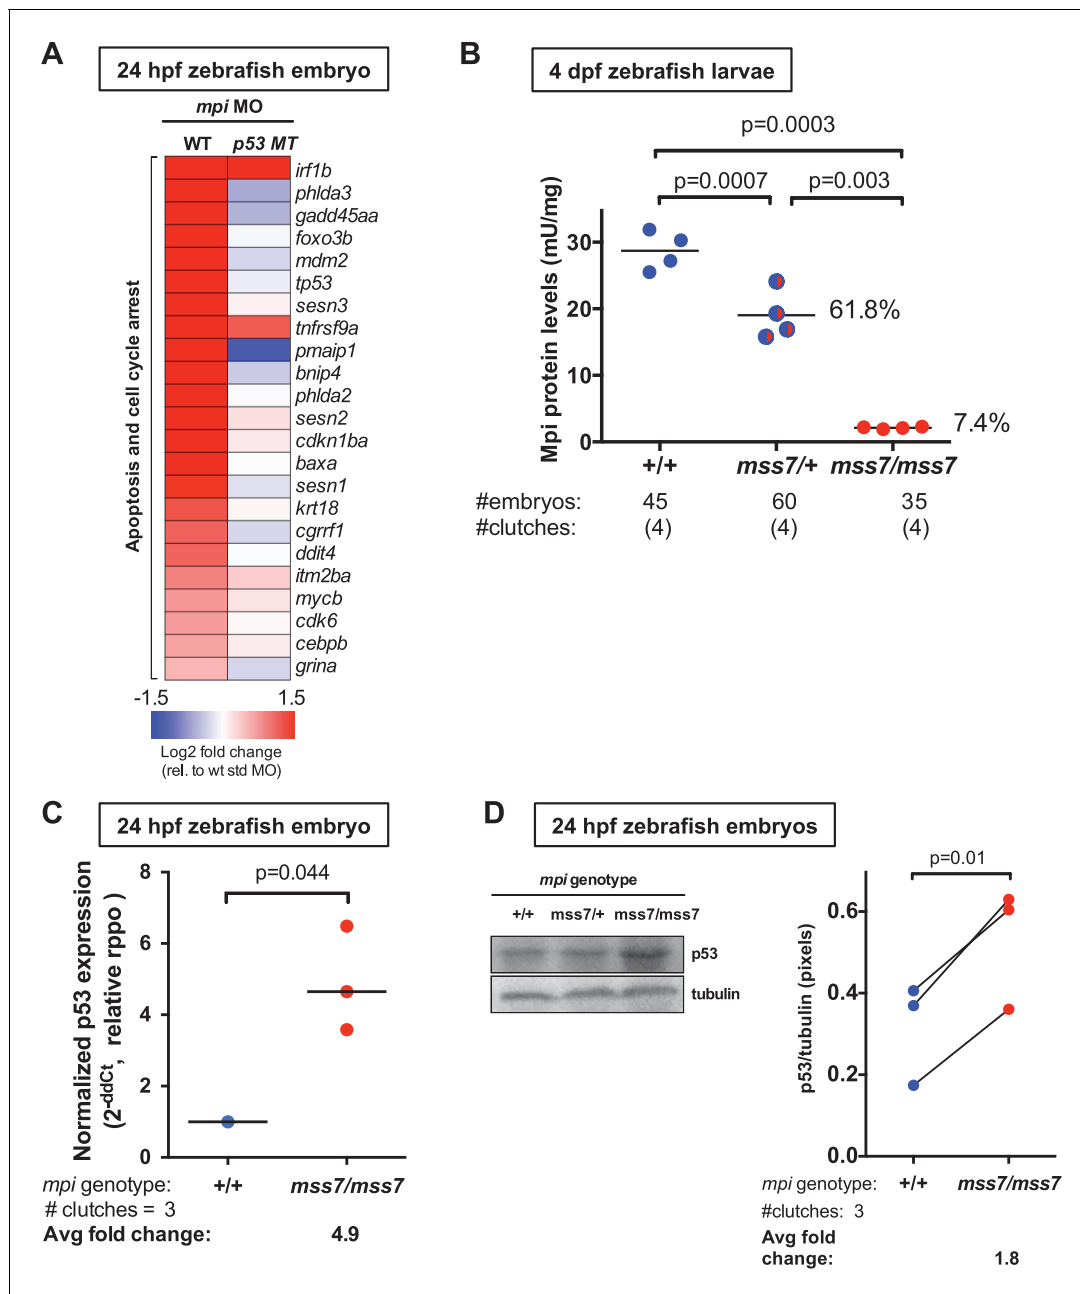 A
24 hpf zebrafish embryo
mpi MO
WT
p53 MT
Apoptosis and cell cycle arrest
irf1b
phlda3
gadd45aa
foxo3b
mdm2
tp53
sesn3
tnfrsf9a
pmaip1
bnip4
phlda2
sesn2
cdkn1ba
baxa
sesn1
krt18
cgrrf1
ddit4
itm2ba
mycb
cdk6
cebpb
grina
-1.5
1.5
Log2 fold change
(rel. to wt std MO)
B
4 dpf zebrafish larvae
p=0.0003
p=0.0007
p=0.003
Mpi protein levels (mU/mg)
30
20
10
0
61.8%
7.4%
+/+
mss7/+
mss7/mss7
#embryos: 45 60 35
#clutches: (4) (4) (4)
C
24 hpf zebrafish embryo
p=0.044
Normalized p53 expression
(2-ddCt, relative rppo )
8
6
4
2
0
mpi genotype: +/+ mss7/mss7
# clutches = 3
Avg fold change: 4.9
D
24 hpf zebrafish embryos
mpi genotype
+/+ mss7/+ mss7/mss7
p53
tubulin
p=0.01
p53/tubulin (pixels)
0.6
0.4
0.2
0.0
mpi genotype: +/+ mss7/mss7
#clutches: 3
Avg fold
change: 1.8